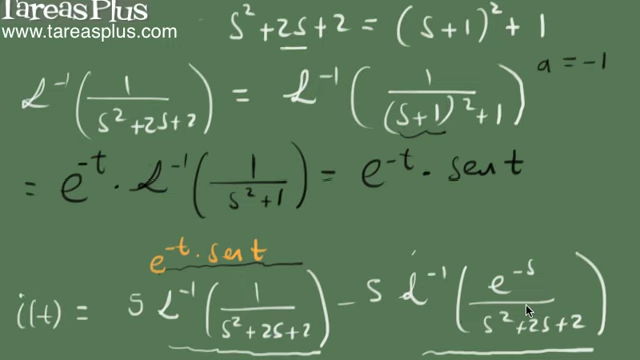 TareasPlus
www.tareasplus.com
s² + 2s + 2 = (s+1)² + 1
ℒ⁻¹(1/(s²+2s+2)) = ℒ⁻¹(1/((s+1)²+1)) a = -1
= e^-t · ℒ⁻¹(1/(s²+1)) = e^-t · sen t
e^-t · sen t
i(t) = 5 ℒ⁻¹(1/(s²+2s+2)) - 5 ℒ⁻¹(e^-s/(s²+2s+2))